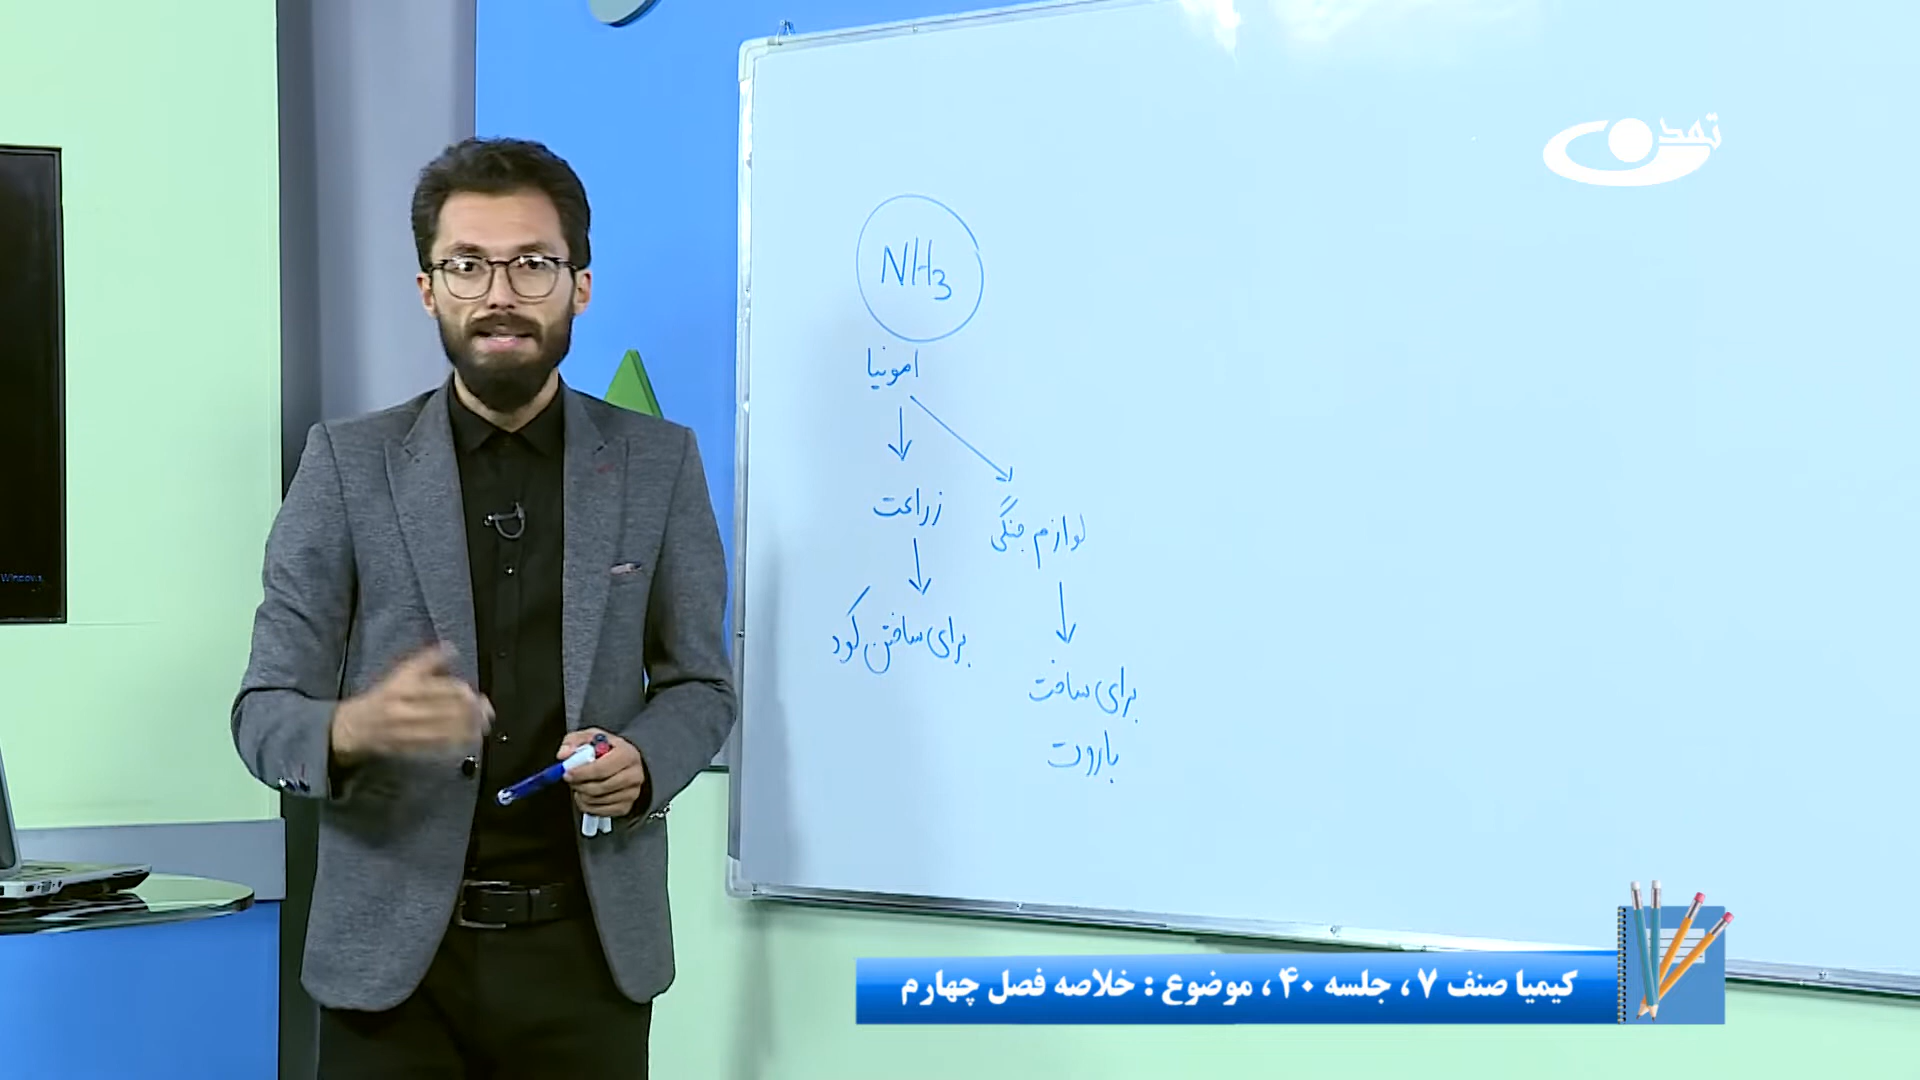 تمدن
NH3
امونیا
زراعت
لوازم جنگی
برای ساختن کود
برای ساخت
باروت
Windows
کیمیا صنف ۷ ، جلسه ۴۰ ، موضوع : خلاصه فصل چهارم